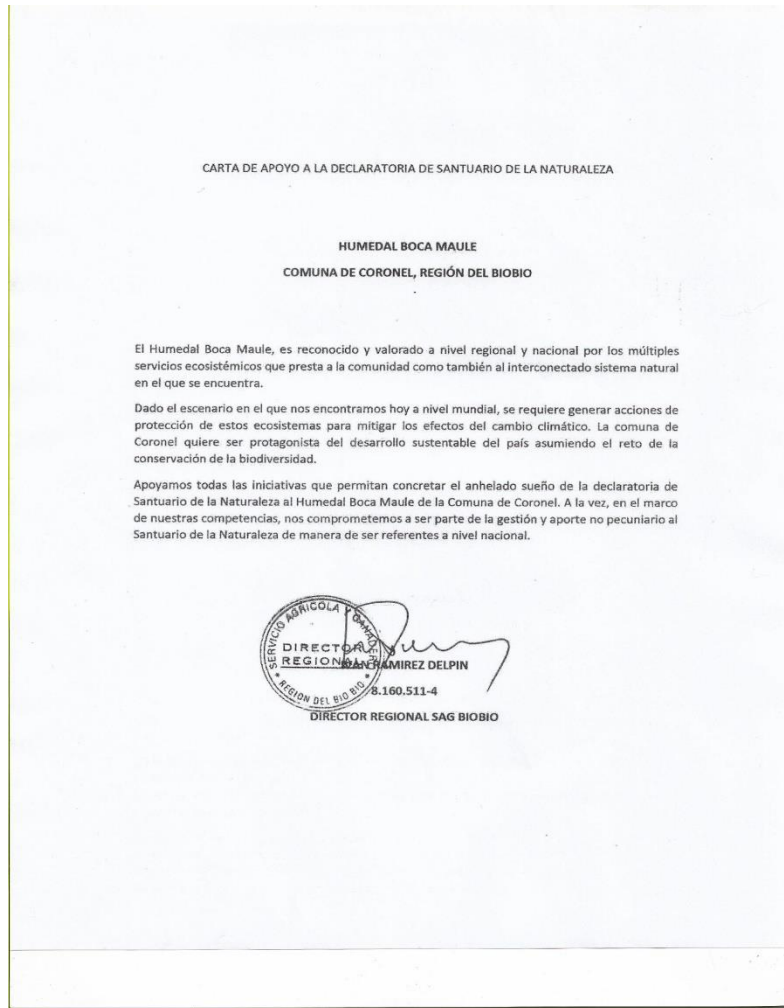 CARTA DE APOYO A LA DECLARATORIA DE SANTUARIO DE LA NATURALEZA
HUMEDAL BOCA MAULE
COMUNA DE CORONEL, REGIÓN DEL BIOBIO
El Humedal Boca Maule, es reconocido y valorado a nivel regional y nacional por los múltiples
servicios ecosistémicos que presta a la comunidad como también al interconectado sistema natural
en el que se encuentra.
Dado el escenario en el que nos encontramos hoy a nivel mundial, se requiere generar acciones de
protección de estos ecosistemas para mitigar los efectos del cambio climático. La comuna de
Coronel quiere ser protagonista del desarrollo sustentable del país asumiendo el reto de la
conservación de la biodiversidad.
Apoyamos todas las iniciativas que permitan concretar el anhelado sueño de la declaratoria de
Santuario de la Naturaleza al Humedal Boca Maule de la Comuna de Coronel. A la vez, en el marco
de nuestras competencias, nos comprometemos a ser parte de la gestión y aporte no pecuniario al
Santuario de la Naturaleza de manera de ser referentes a nivel nacional.
SERVICIO AGRICOLA Y GANADERO
DIRECTOR
REGIONAL
REGION DEL BIO BIO
RAMIREZ DELPIN
8.160.511-4
DIRECTOR REGIONAL SAG BIOBIO